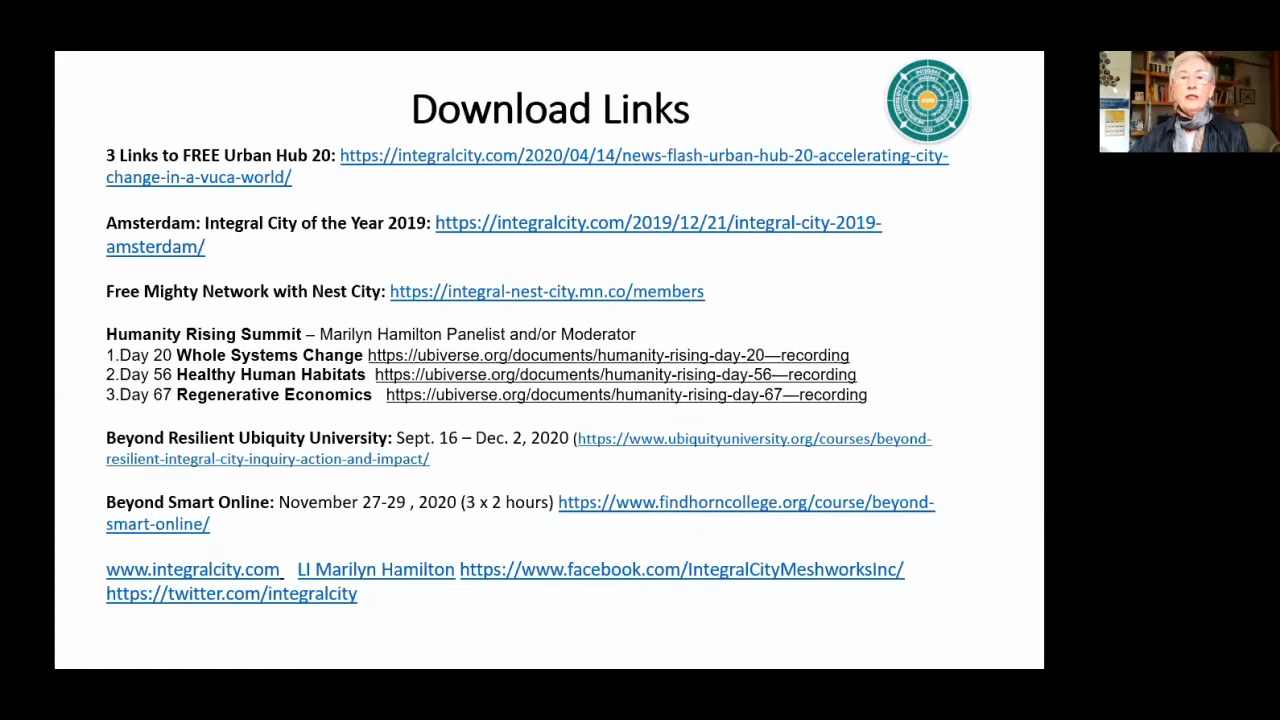 Download Links
3 Links to FREE Urban Hub 20: https://integralcity.com/2020/04/14/news-flash-urban-hub-20-accelerating-city-
change-in-a-vuca-world/
Amsterdam: Integral City of the Year 2019: https://integralcity.com/2019/12/21/integral-city-2019-
amsterdam/
Free Mighty Network with Nest City: https://integral-nest-city.mn.co/members
Humanity Rising Summit – Marilyn Hamilton Panelist and/or Moderator
1.Day 20 Whole Systems Change https://ubiverse.org/documents/humanity-rising-day-20—recording
2.Day 56 Healthy Human Habitats https://ubiverse.org/documents/humanity-rising-day-56—recording
3.Day 67 Regenerative Economics https://ubiverse.org/documents/humanity-rising-day-67—recording
Beyond Resilient Ubiquity University: Sept. 16 – Dec. 2, 2020 (https://www.ubiquityuniversity.org/courses/beyond-
resilient-integral-city-inquiry-action-and-impact/
Beyond Smart Online: November 27-29 , 2020 (3 x 2 hours) https://www.findhorncollege.org/course/beyond-
smart-online/
www.integralcity.com LI Marilyn Hamilton https://www.facebook.com/IntegralCityMeshworksInc/
https://twitter.com/integralcity